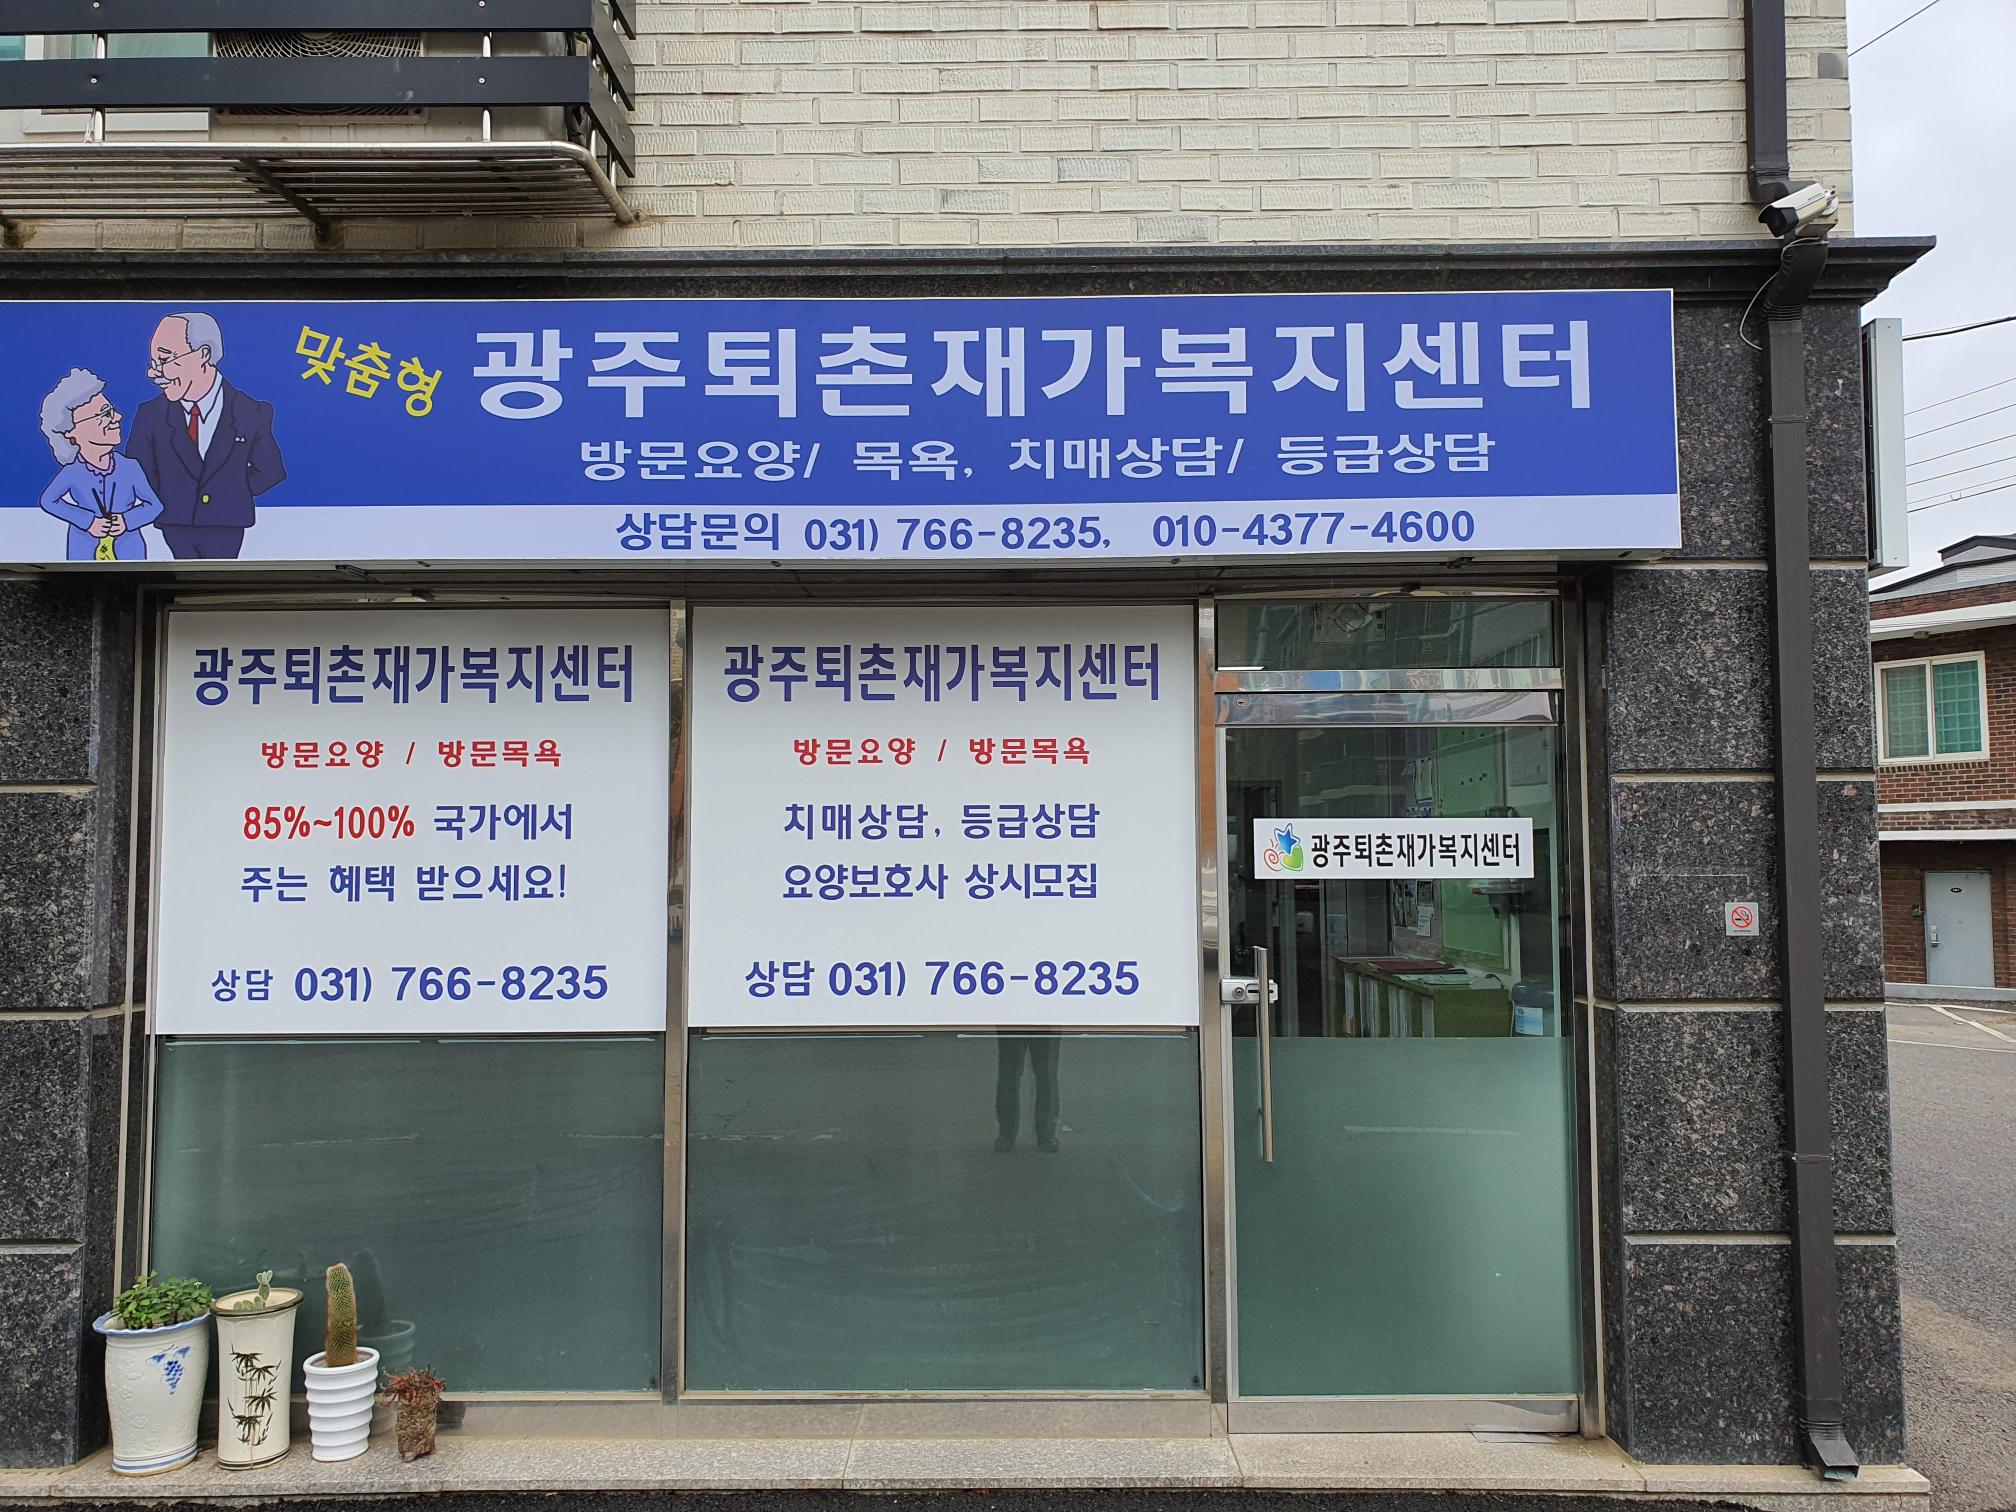 맞춤형 광주퇴촌재가복지센터
방문요양/ 목욕, 치매상담/ 등급상담
상담문의 031) 766-8235, 010-4377-4600
광주퇴촌재가복지센터
방문요양 / 방문목욕
85%~100% 국가에서
주는 혜택 받으세요!
상담 031) 766-8235
광주퇴촌재가복지센터
방문요양 / 방문목욕
치매상담, 등급상담
요양보호사 상시모집
상담 031) 766-8235
광주퇴촌재가복지센터